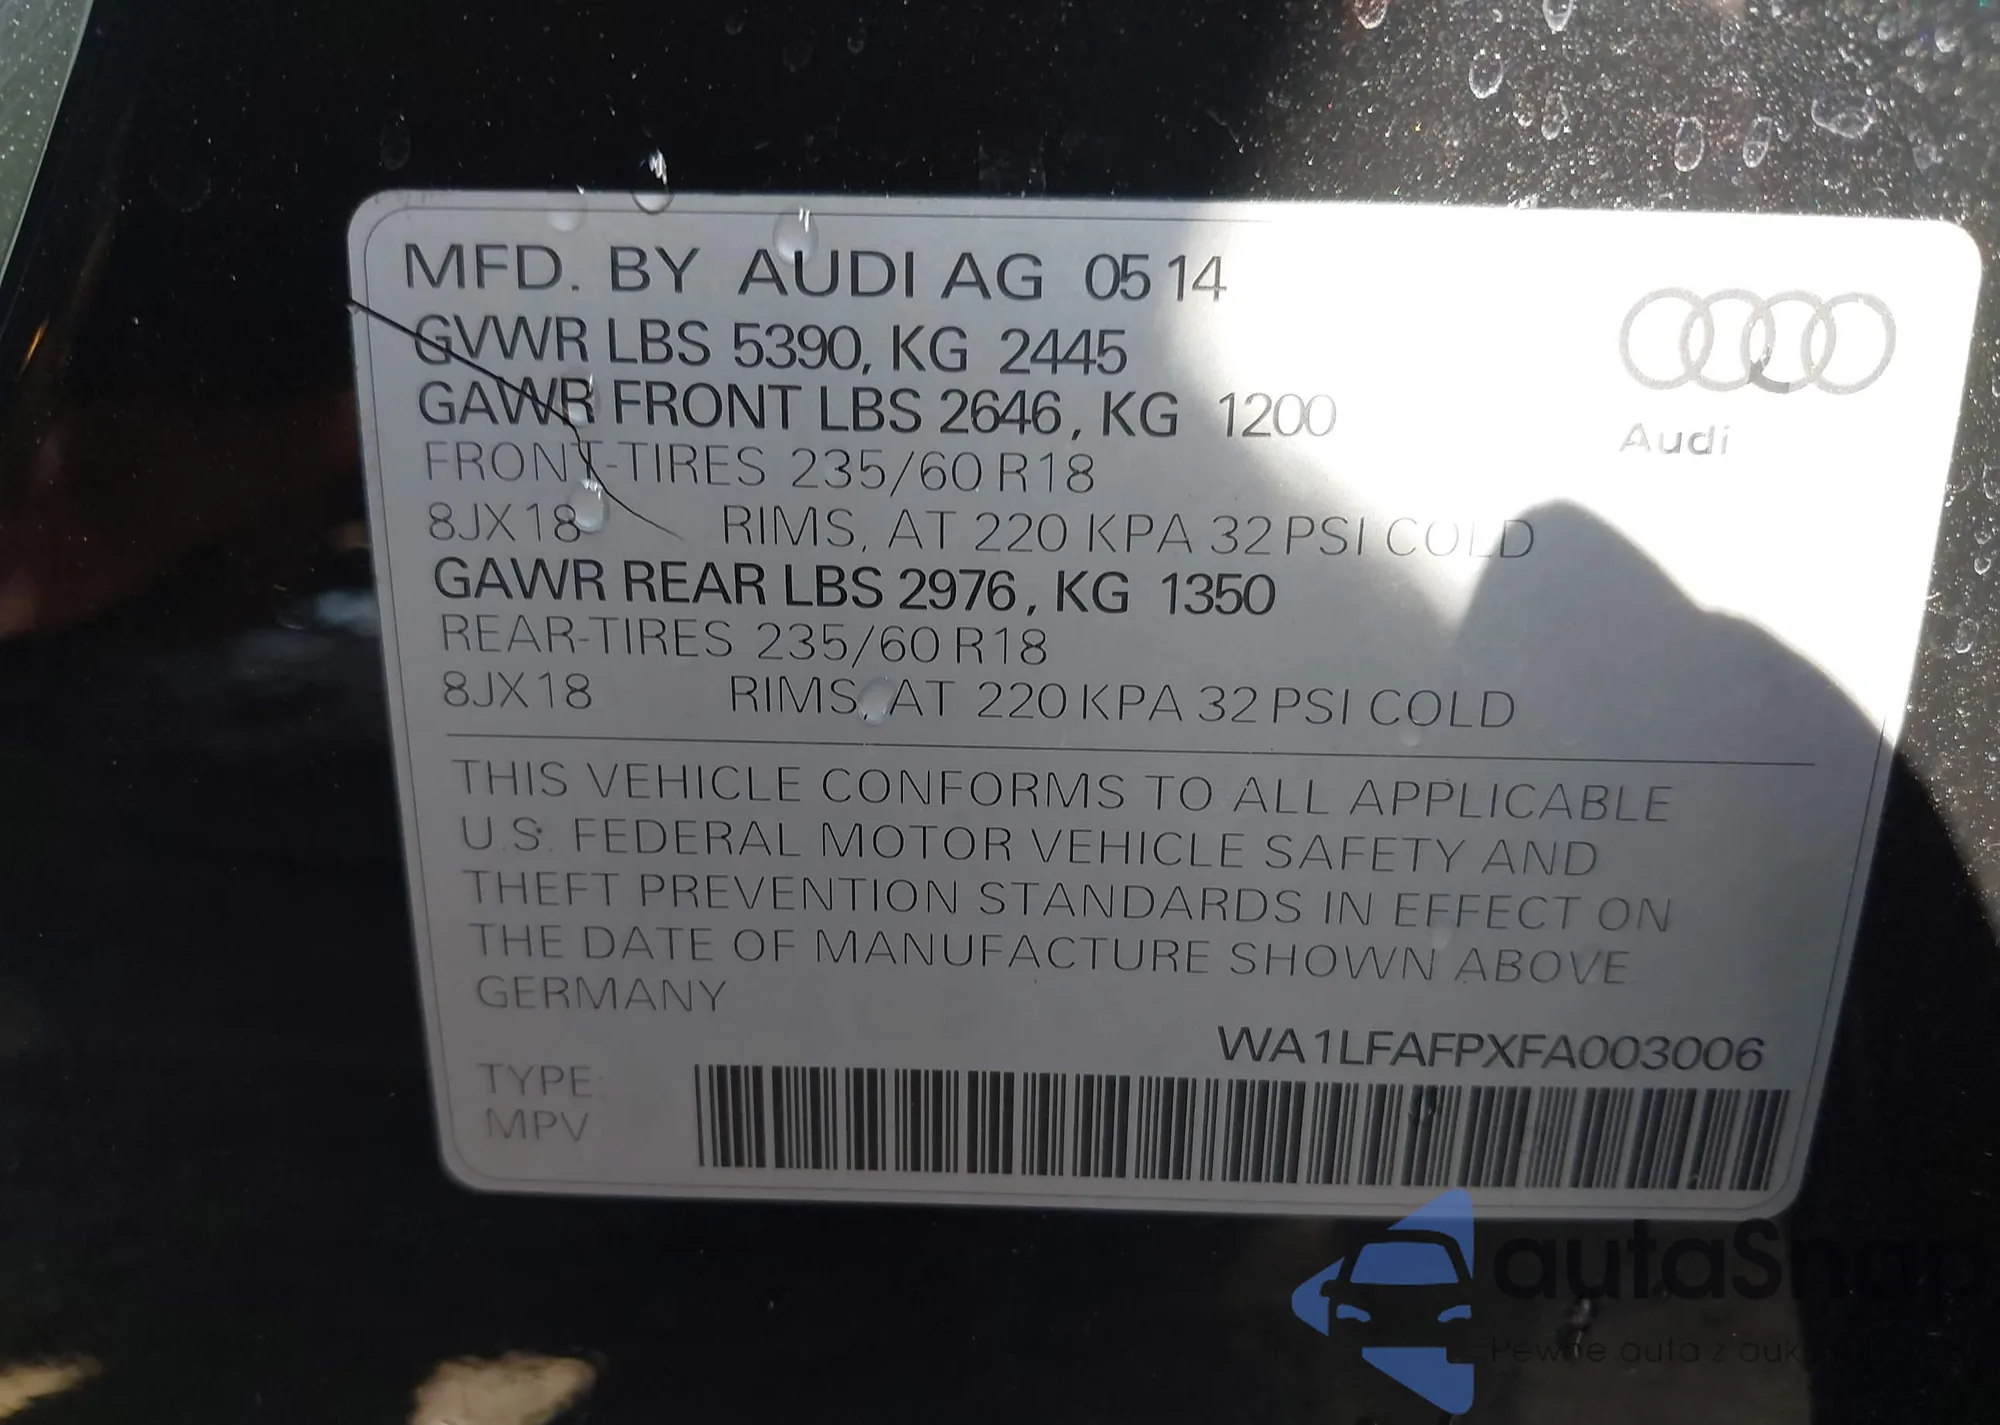 MFD. BY AUDI AG 05 14
GVWR LBS 5390, KG 2445
GAWR FRONT LBS 2646, KG 1200
FRONT-TIRES 235/60 R18
8JX18 RIMS, AT 220 KPA 32 PSI COLD
GAWR REAR LBS 2976, KG 1350
REAR-TIRES 235/60 R18
8JX18 RIMS, AT 220 KPA 32 PSI COLD
Audi
THIS VEHICLE CONFORMS TO ALL APPLICABLE
U.S. FEDERAL MOTOR VEHICLE SAFETY AND
THEFT PREVENTION STANDARDS IN EFFECT ON
THE DATE OF MANUFACTURE SHOWN ABOVE
GERMANY
WA1LFAFPXFA003006
TYPE:
MPV
autaSnap
Pewne auta z